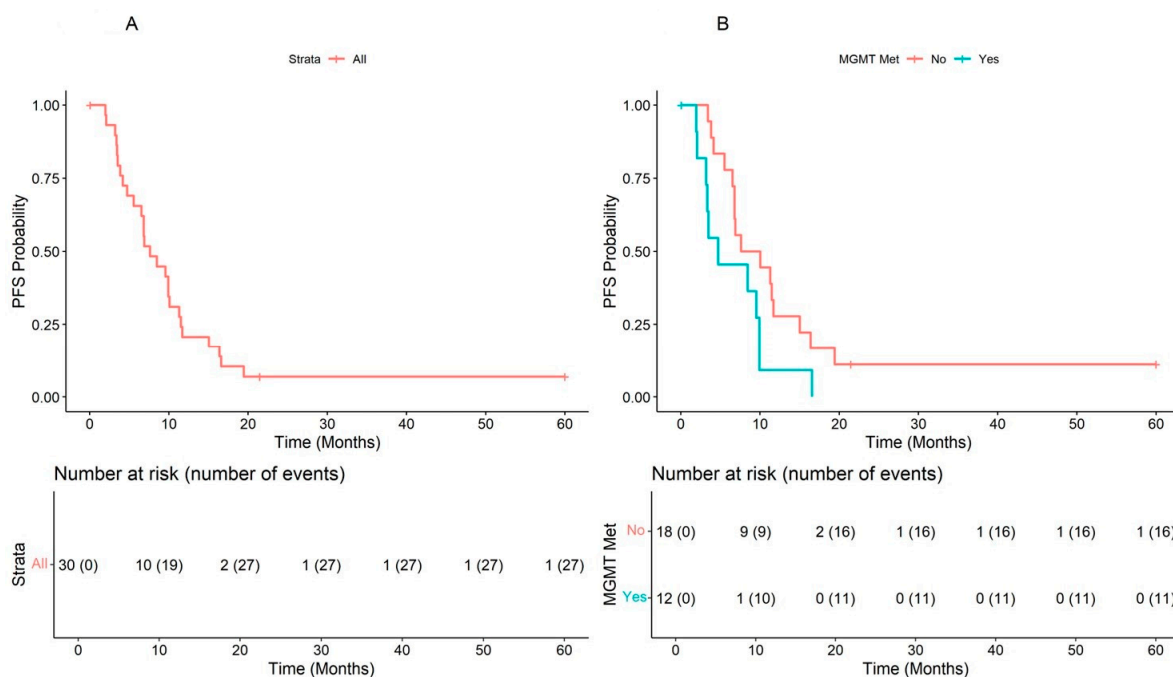 A
Strata All
1.00
0.75
0.50
0.25
0.00
PFS Probability
0 10 20 30 40 50 60
Time (Months)
Number at risk (number of events)
Strata
All 30 (0) 10 (19) 2 (27) 1 (27) 1 (27) 1 (27) 1 (27)
0 10 20 30 40 50 60
Time (Months)
B
MGMT Met No Yes
1.00
0.75
0.50
0.25
0.00
PFS Probability
0 10 20 30 40 50 60
Time (Months)
Number at risk (number of events)
MGMT Met
No 18 (0) 9 (9) 2 (16) 1 (16) 1 (16) 1 (16) 1 (16)
Yes 12 (0) 1 (10) 0 (11) 0 (11) 0 (11) 0 (11) 0 (11)
0 10 20 30 40 50 60
Time (Months)